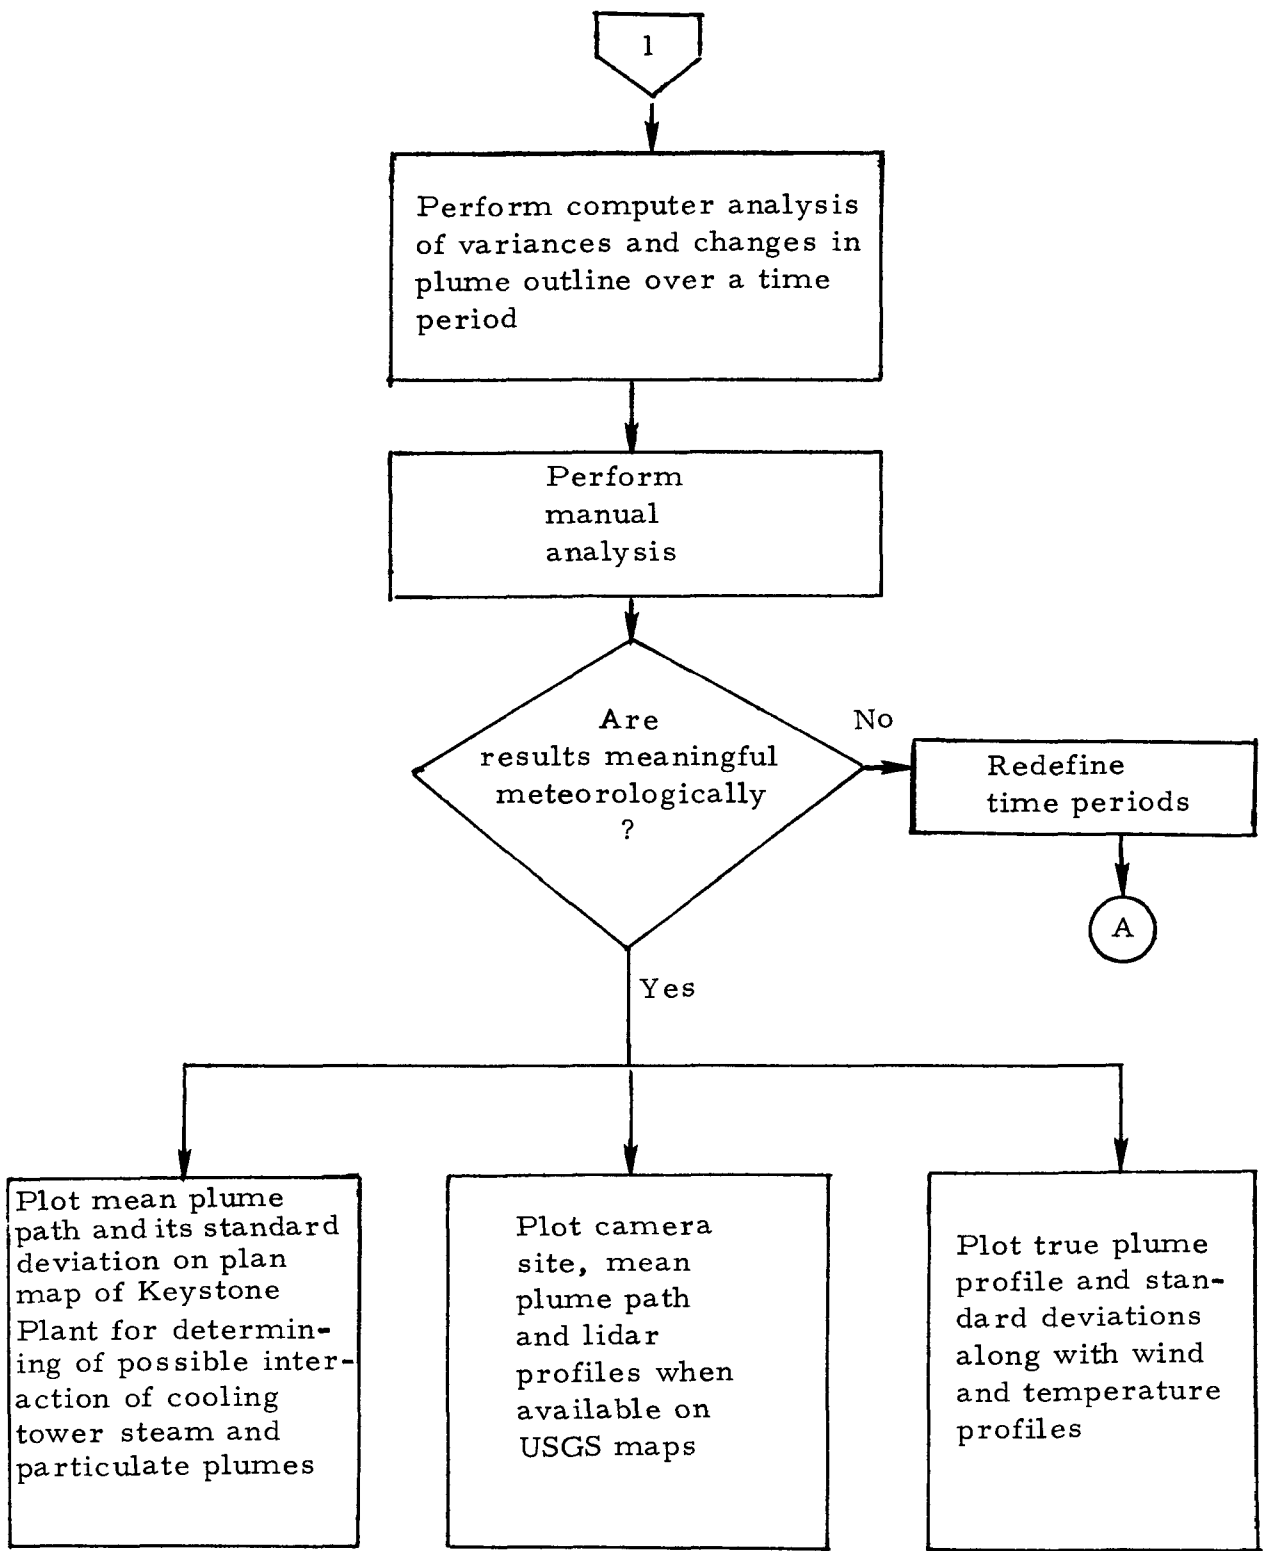 1
Perform computer analysis
of variances and changes in
plume outline over a time
period
Perform
manual
analysis
Are
results meaningful
meteorologically
?
No
Redefine
time periods
A
Yes
Plot mean plume
path and its standard
deviation on plan
map of Keystone
Plant for determin-
ing of possible inter-
action of cooling
tower steam and
particulate plumes
Plot camera
site, mean
plume path
and lidar
profiles when
available on
USGS maps
Plot true plume
profile and stan-
dard deviations
along with wind
and temperature
profiles